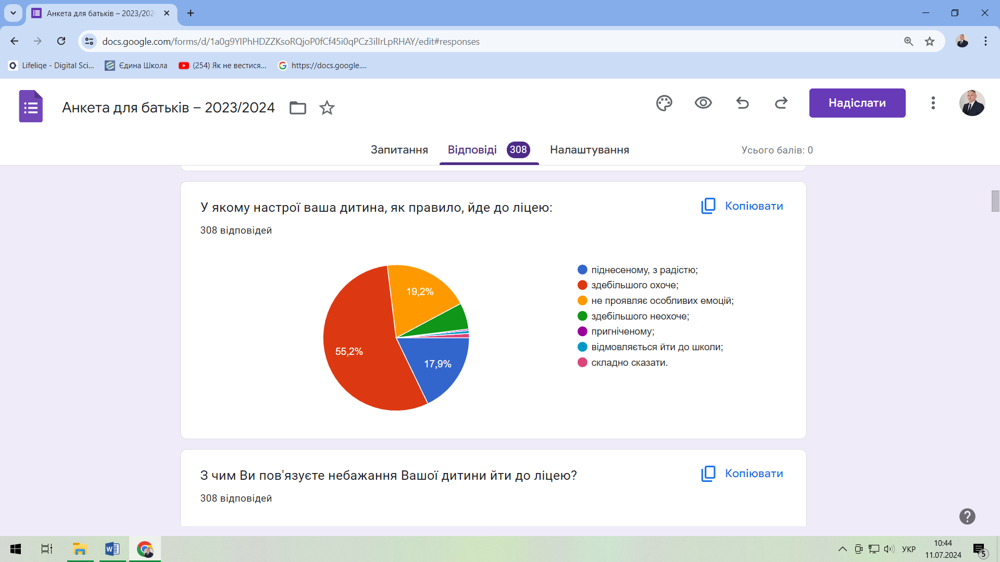 Анкета для батьків – 2023/202
docs.google.com/forms/d/1a0g9YIPhHDZZKsoRQjoP0fCf45i0qPCz3ilIrLpRHAY/edit#responses
Lifeliqe - Digital Sci...
Єдина Школа
(254) Як не вестися...
https://docs.google....
Анкета для батьків – 2023/2024
Надіслати
Запитання
Відповіді 308
Налаштування
Усього балів: 0
У якому настрої ваша дитина, як правило, йде до ліцею:
Копіювати
308 відповідей
19,2%
55,2%
17,9%
піднесеному, з радістю;
здебільшого охоче;
не проявляє особливих емоцій;
здебільшого неохоче;
пригніченому;
відмовляється йти до школи;
складно сказати.
З чим Ви пов'язуєте небажання Вашої дитини йти до ліцею?
Копіювати
308 відповідей
УКР
10:44
11.07.2024
5